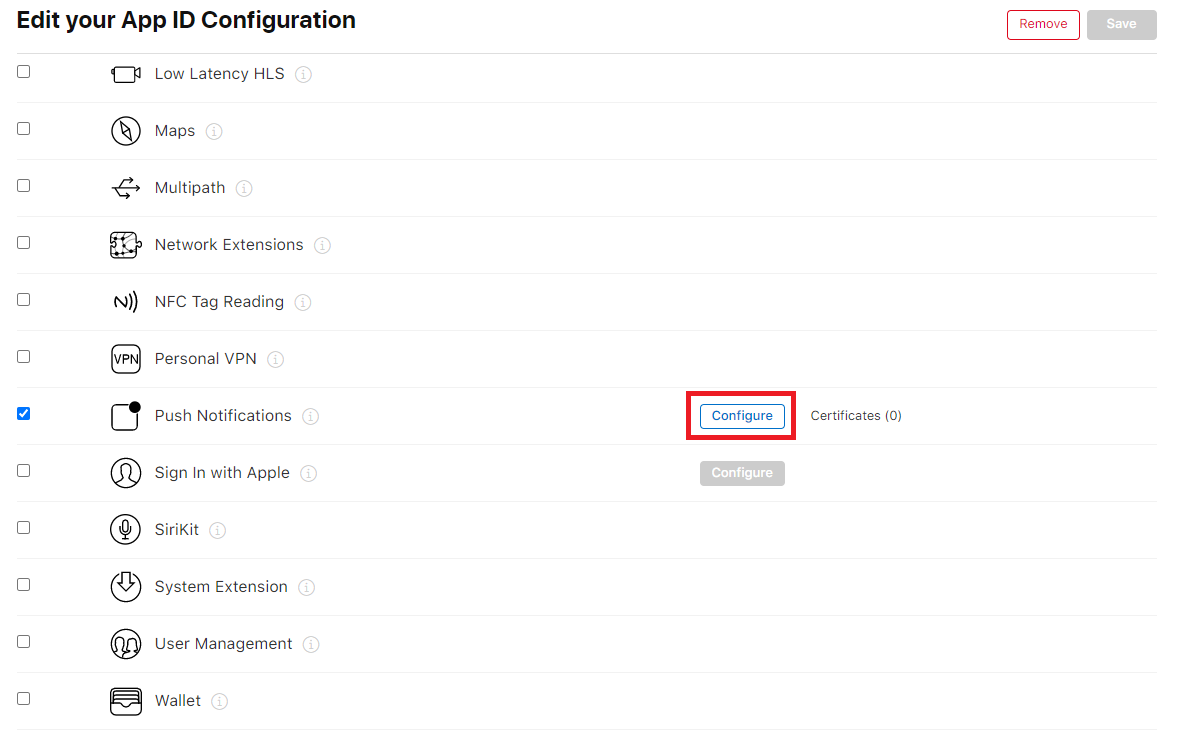 Edit your App ID Configuration
Remove
Save
Low Latency HLS
Maps
Multipath
Network Extensions
NFC Tag Reading
VPN Personal VPN
Push Notifications Configure Certificates (0)
Sign In with Apple Configure
SiriKit
System Extension
User Management
Wallet